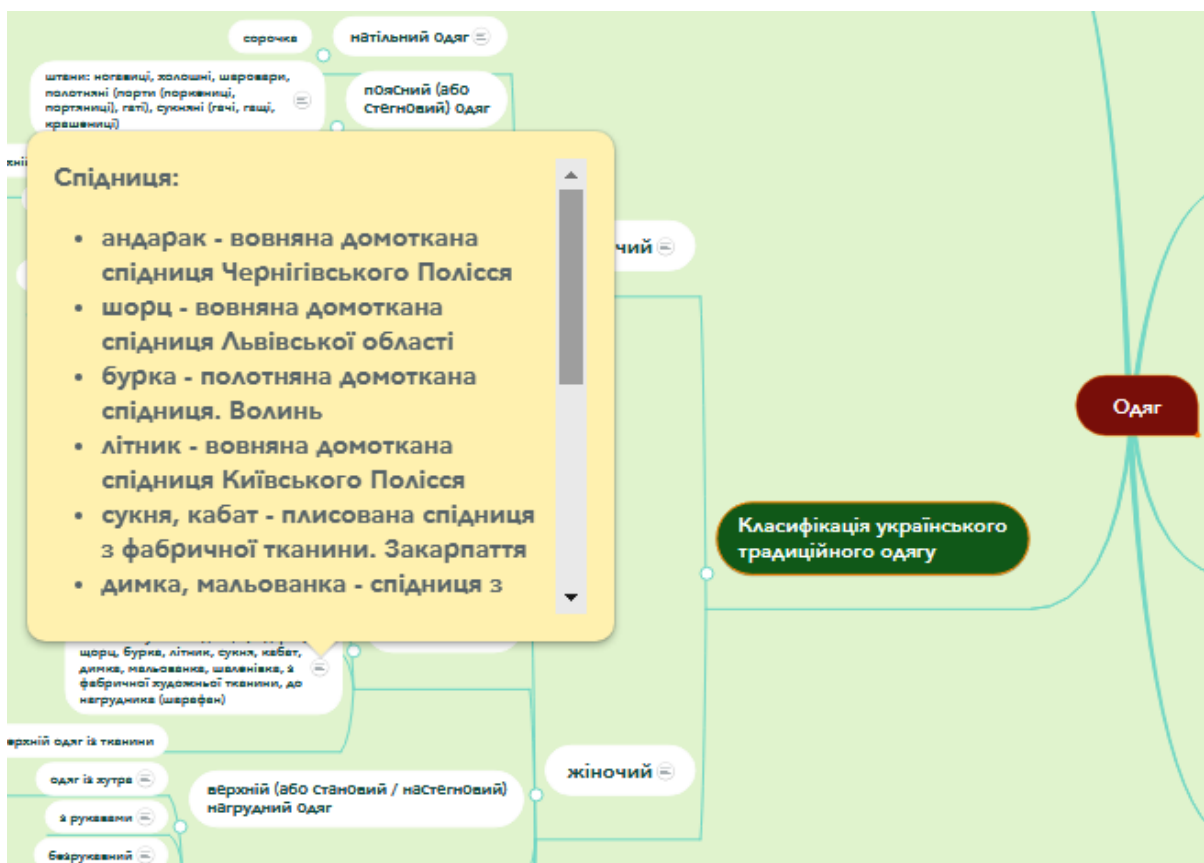 сорочка
натільний одяг
штани: ногавиці, холошні, шаровари,
полотняні (порти (поркениці,
портяниці), гаті), сукняні (гачі, гащі,
крашениці)
поясний (або
стегновий) одяг
Спідниця:
андарак - вовняна домоткана
спідниця Чернігівського Полісся
шорц - вовняна домоткана
спідниця Львівської області
бурка - полотняна домоткана
спідниця. Волинь
літник - вовняна домоткана
спідниця Київського Полісся
сукня, кабат - плисована спідниця
з фабричної тканини. Закарпаття
димка, мальованка - спідниця з
чий
Одяг
Класифікація українського
традиційного одягу
щорц, бурка, літник, сукня, кабат,
димка, мальованка, шаленівка, з
фабричної художньої тканини, до
нагрудника (шарафан)
ерхній одяг із тканини
жіночий
одяг із хутра
верхній (або становий / настегновий)
нагрудний одяг
з рукавами
безрукавний